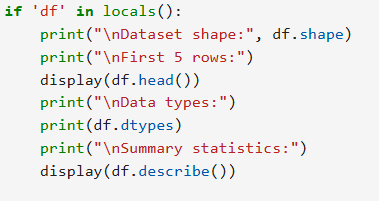 if 'df' in locals():
    print("\nDataset shape:", df.shape)
    print("\nFirst 5 rows:")
    display(df.head())
    print("\nData types:")
    print(df.dtypes)
    print("\nSummary statistics:")
    display(df.describe())